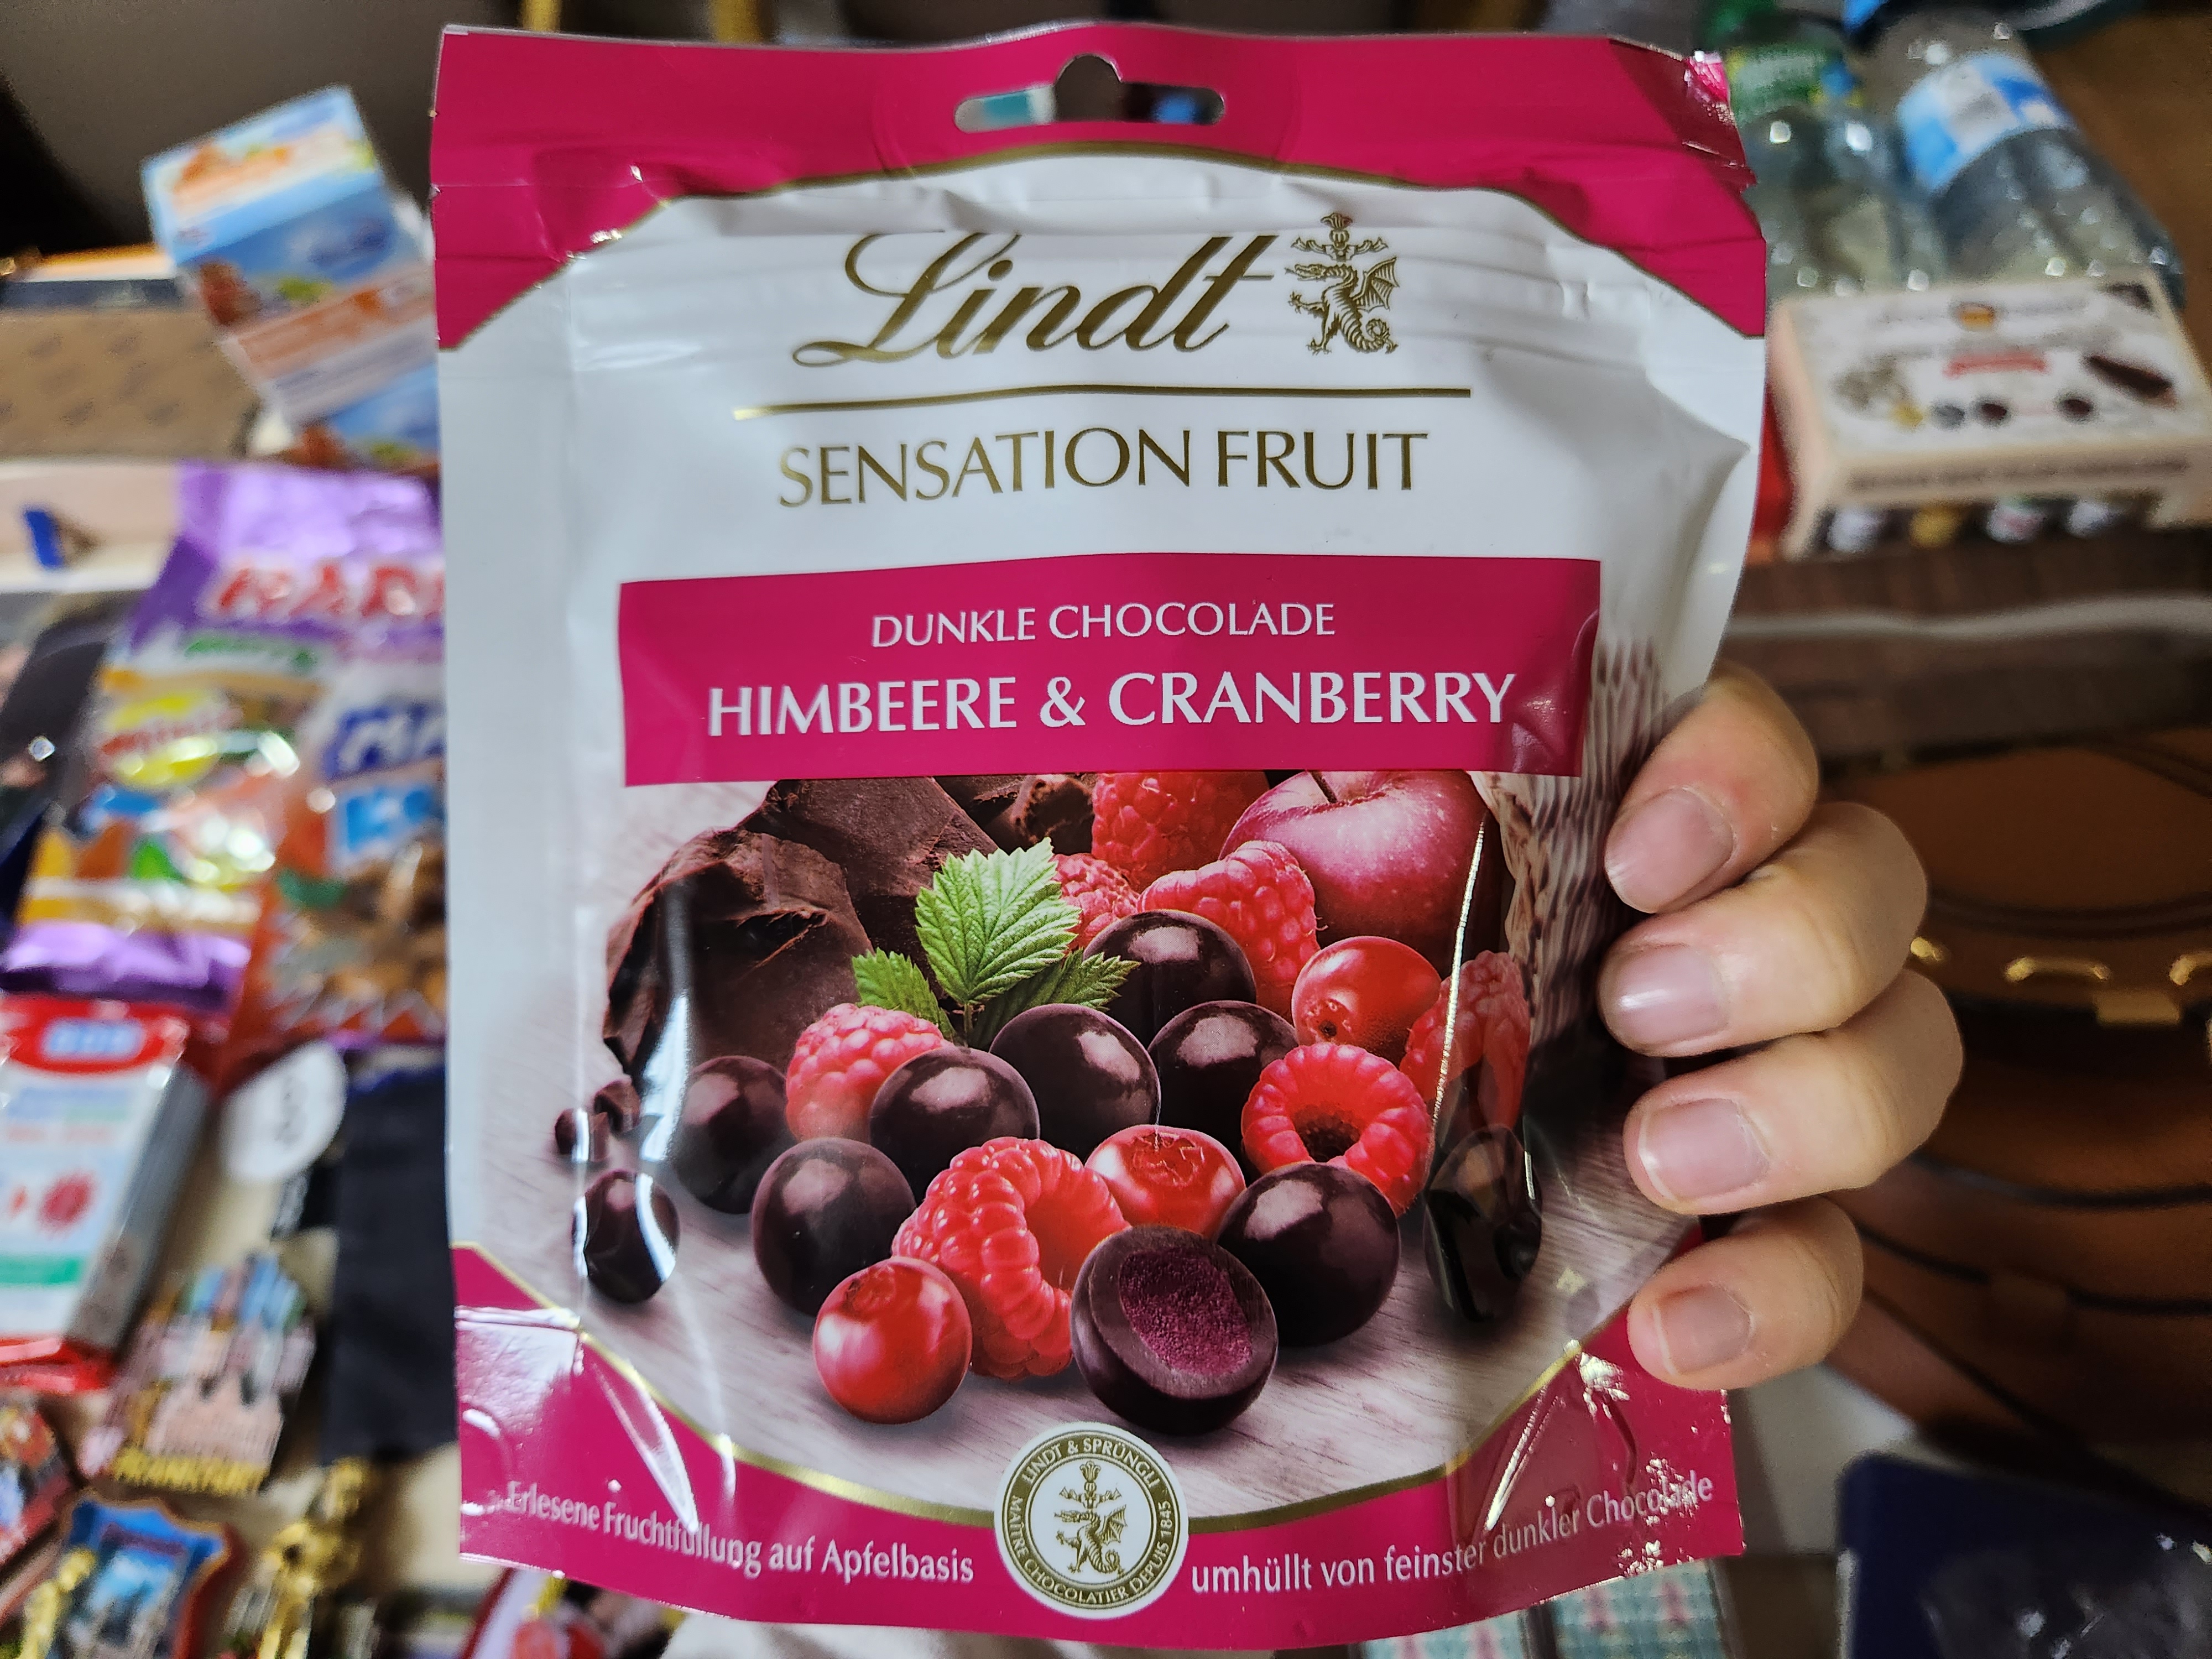 Lindt
SENSATION FRUIT
DUNKLE CHOCOLADE
HIMBEERE & CRANBERRY
LINDT & SPRÜNGLI
MAÎTRE CHOCOLATIER DEPUIS 1845
Erlesene Fruchtfüllung auf Apfelbasis
umhüllt von feinster dunkler Chocolade
FRANKFURT